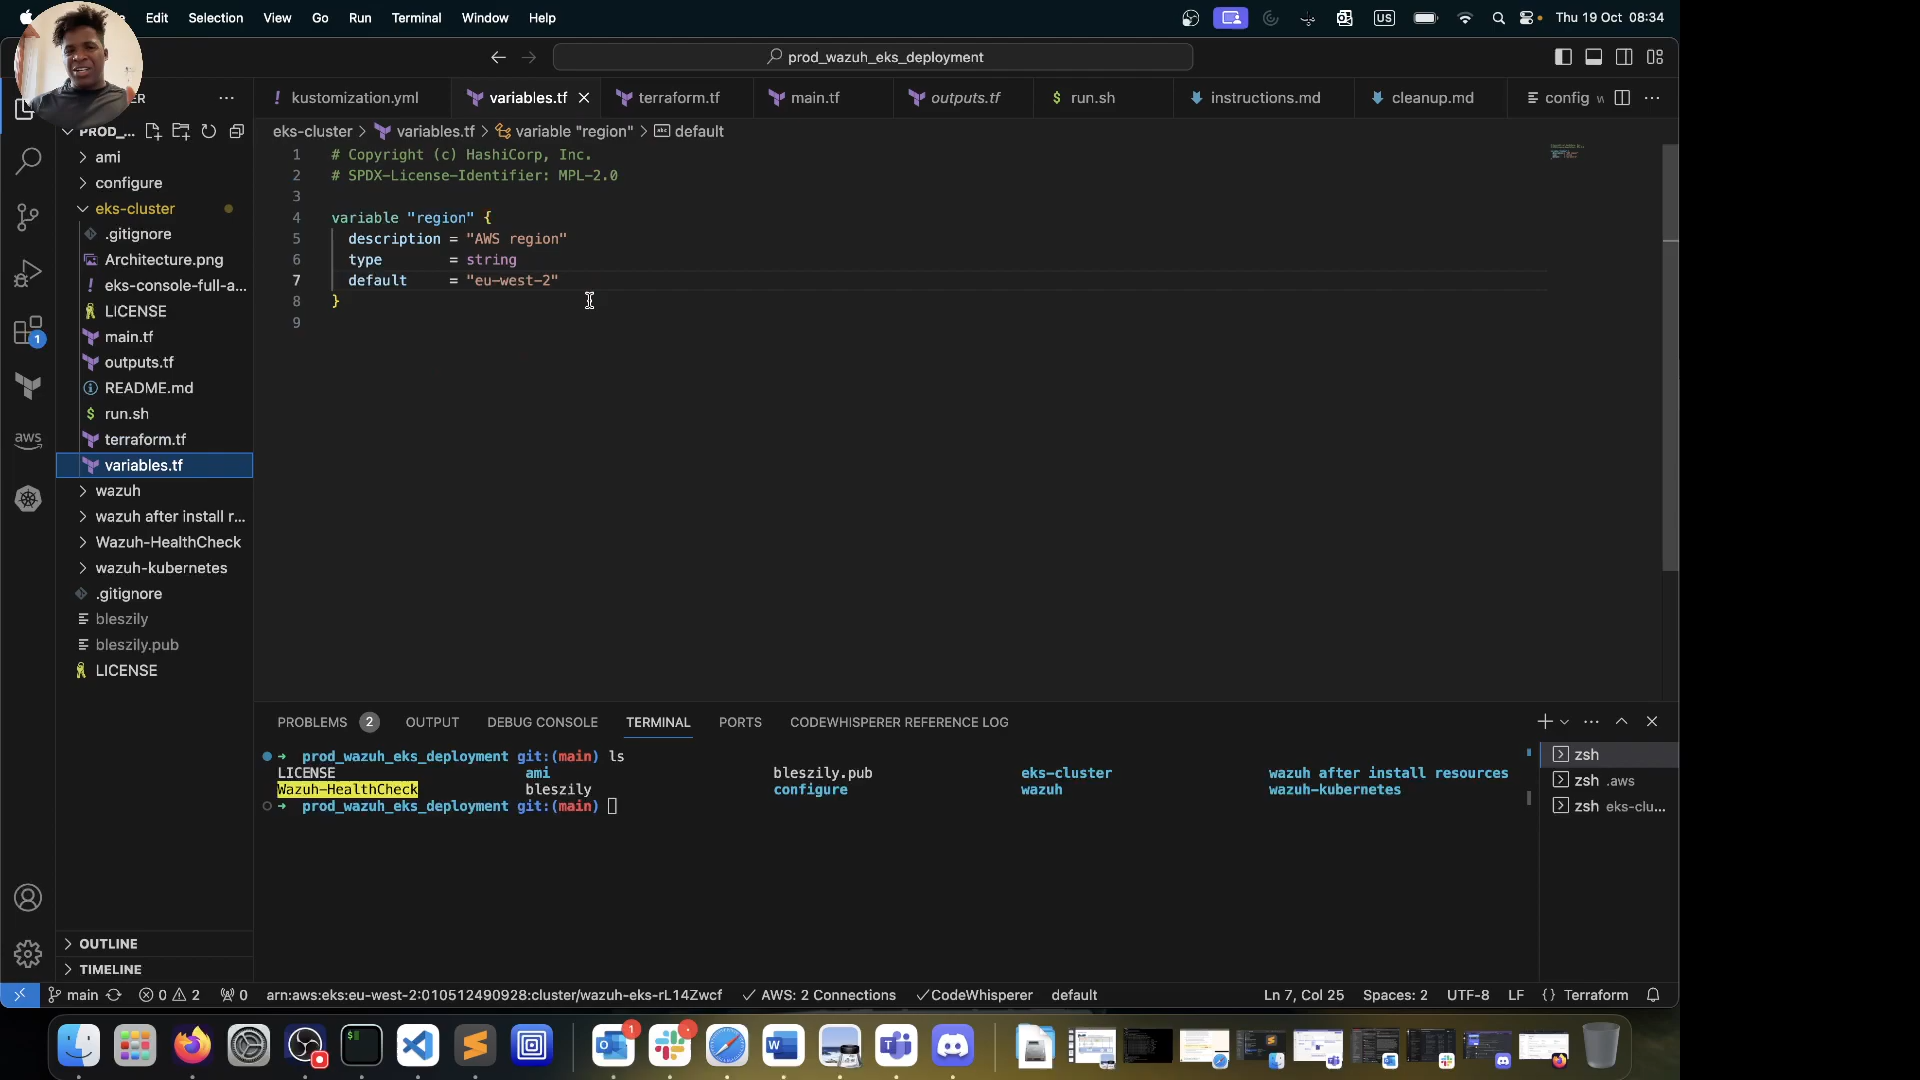 Edit Selection View Go Run Terminal Window Help
US
Thu 19 Oct 08:34
prod_wazuh_eks_deployment
kustomization.yml
variables.tf
terraform.tf
main.tf
outputs.tf
run.sh
instructions.md
cleanup.md
config w
eks-cluster > variables.tf > variable "region" > default
PROD_...
ami
configure
eks-cluster
.gitignore
Architecture.png
eks-console-full-a...
LICENSE
main.tf
outputs.tf
README.md
run.sh
terraform.tf
variables.tf
wazuh
wazuh after install r...
Wazuh-HealthCheck
wazuh-kubernetes
.gitignore
bleszily
bleszily.pub
LICENSE
OUTLINE
TIMELINE
1
aws
1 # Copyright (c) HashiCorp, Inc.
2 # SPDX-License-Identifier: MPL-2.0
3
4 variable "region" {
5 description = "AWS region"
6 type = string
7 default = "eu-west-2"
8 }
9
PROBLEMS 2 OUTPUT DEBUG CONSOLE TERMINAL PORTS CODEWHISPERER REFERENCE LOG
➜ prod_wazuh_eks_deployment git:(main) ls
LICENSE ami bleszily.pub eks-cluster wazuh after install resources
Wazuh-HealthCheck bleszily configure wazuh wazuh-kubernetes
➜ prod_wazuh_eks_deployment git:(main)
zsh
zsh .aws
zsh eks-clu...
main 0 2 0 arn:aws:eks:eu-west-2:010512490928:cluster/wazuh-eks-rL14Zwcf AWS: 2 Connections CodeWhisperer default
Ln 7, Col 25 Spaces: 2 UTF-8 LF {} Terraform
1